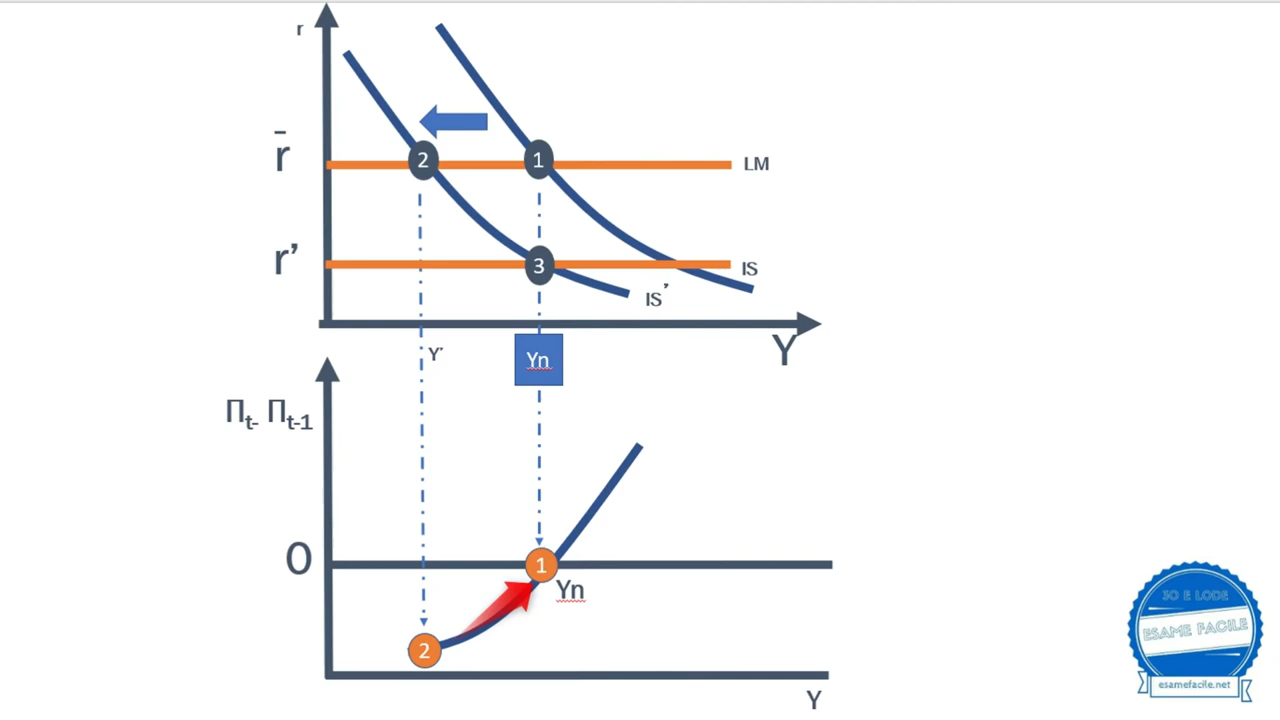 r
r̄
2
1
LM
r’
3
IS
IS’
Y
Y’
Yn
Πt- Πt-1
0
1
Yn
2
Y
30 E LODE
ESAME FACILE
esamefacile.net